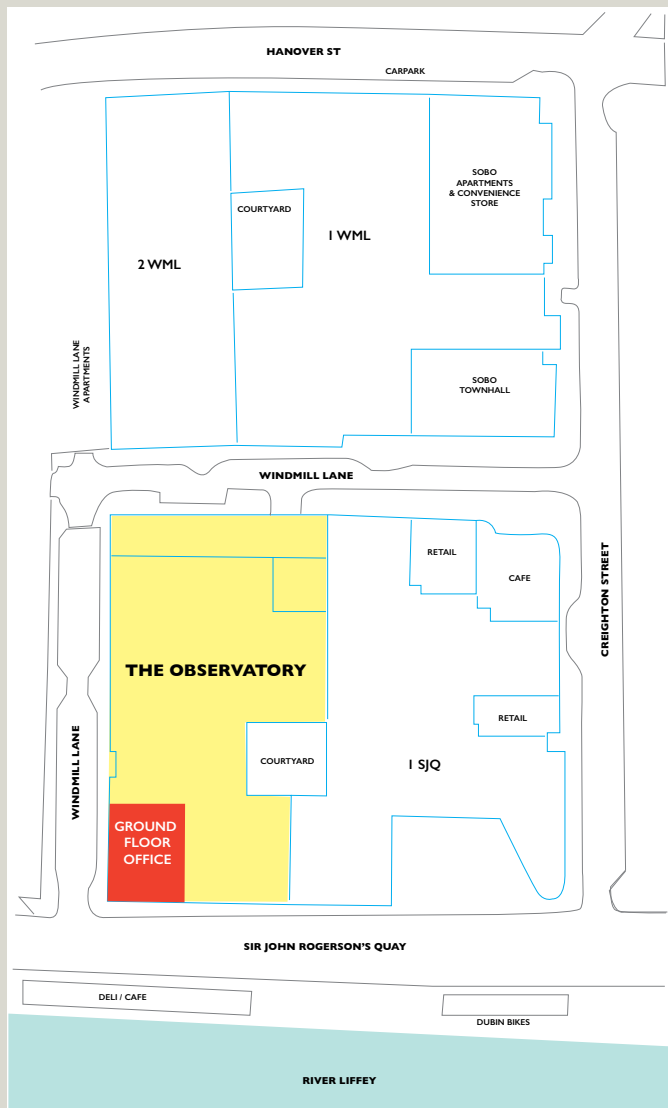 HANOVER ST
CARPARK
SOBO
APARTMENTS
& CONVENIENCE
STORE
COURTYARD
1 WML
2 WML
WINDMILL LANE
APARTMENTS
SOBO
TOWNHALL
WINDMILL LANE
RETAIL
CAFE
CREIGHTON STREET
THE OBSERVATORY
RETAIL
COURTYARD
1 SJQ
WINDMILL LANE
GROUND
FLOOR
OFFICE
SIR JOHN ROGERSON'S QUAY
DELI / CAFE
DUBIN BIKES
RIVER LIFFEY